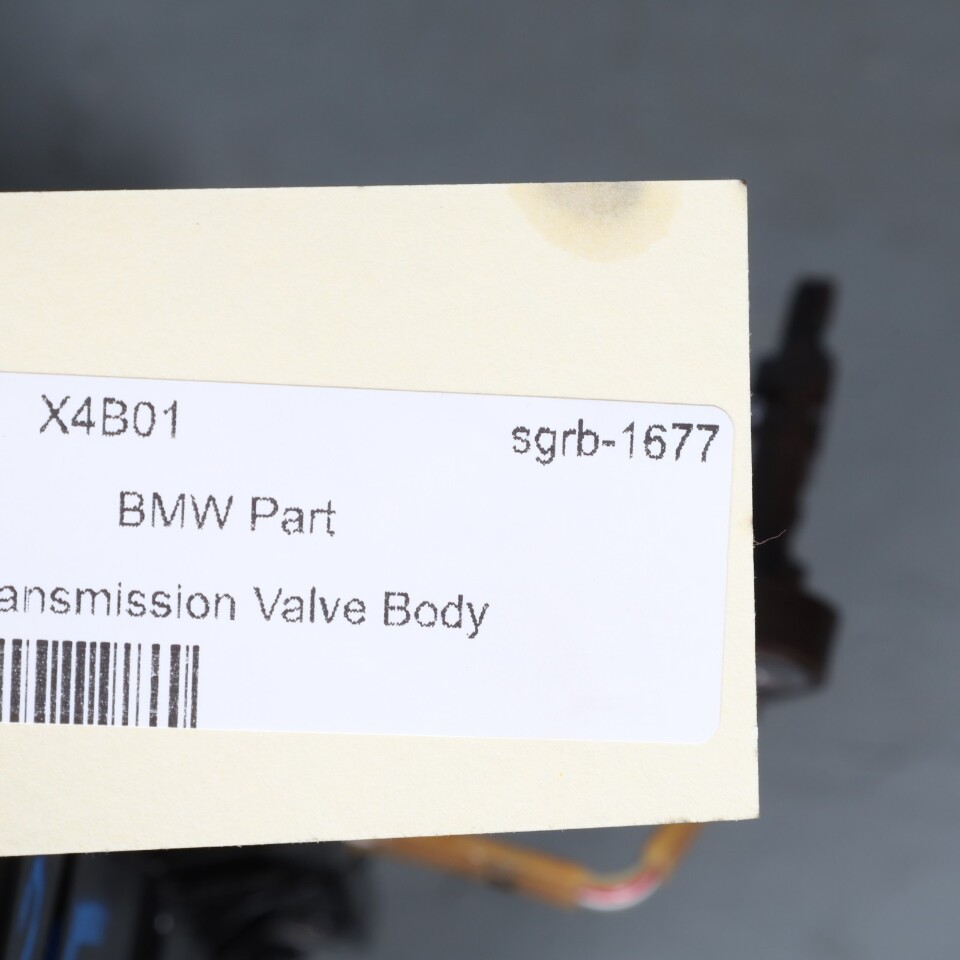 X4B01 sgrb-1677
BMW Part
ansmission Valve Body